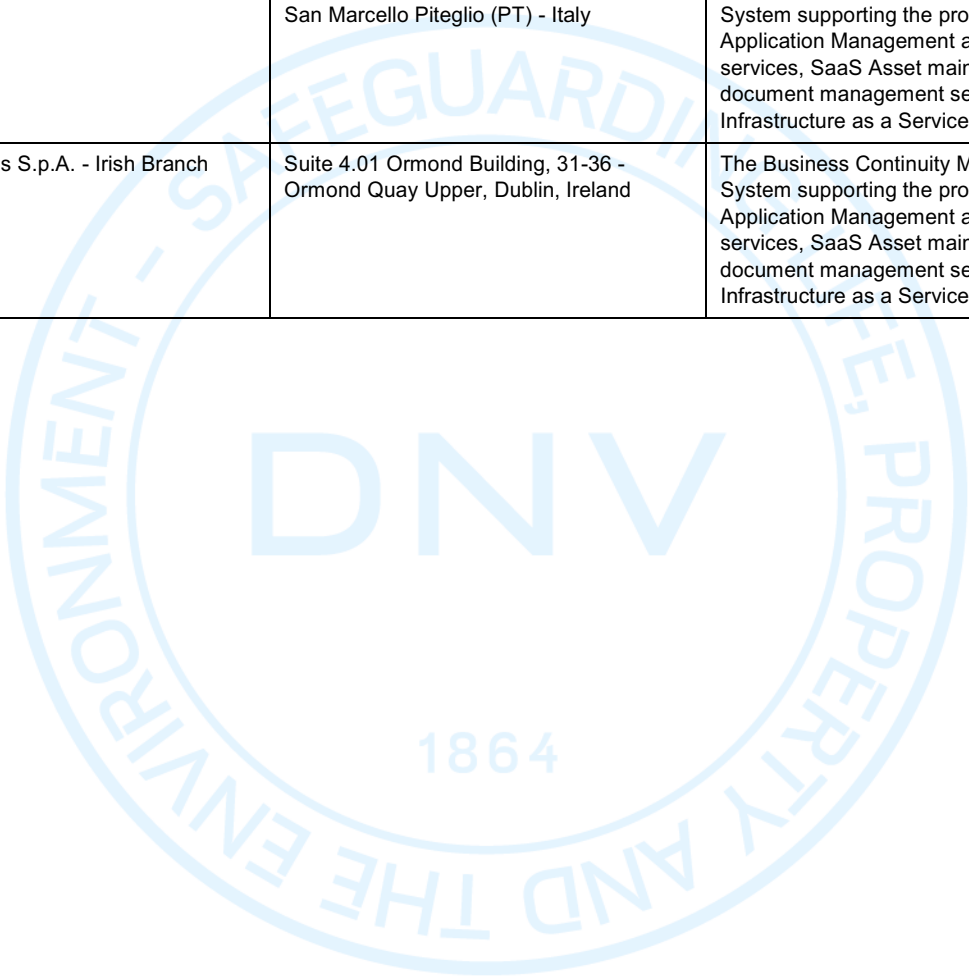 San Marcello Piteglio (PT) - Italy
System supporting the pro
Application Management a
services, SaaS Asset main
document management se
Infrastructure as a Service
s S.p.A. - Irish Branch
Suite 4.01 Ormond Building, 31-36 -
Ormond Quay Upper, Dublin, Ireland
The Business Continuity M
System supporting the pro
Application Management a
services, SaaS Asset main
document management se
Infrastructure as a Service
SAFEGUARDING LIFE, PROPERTY AND THE ENVIRONMENT -
DNV
1864